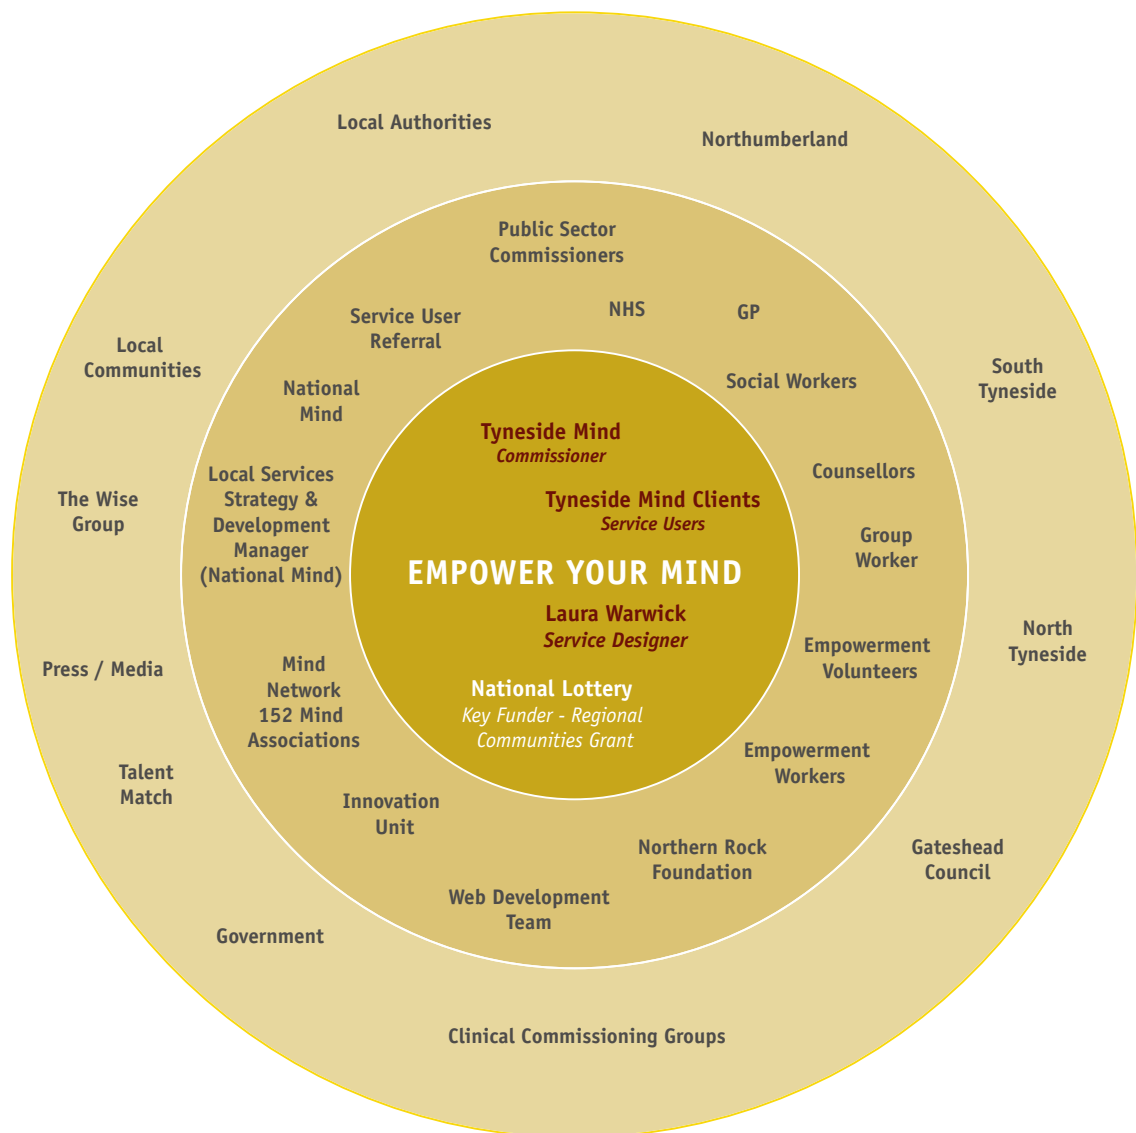 Local Authorities
Northumberland
Public Sector
Commissioners
Service User
Referral
NHS
GP
Local
Communities
National
Mind
Social Workers
South
Tyneside
Tyneside Mind
Commissioner
Local Services
Strategy &
Development
Manager
(National Mind)
Counsellors
The Wise
Group
Tyneside Mind Clients
Service Users
Group
Worker
EMPOWER YOUR MIND
Laura Warwick
Service Designer
North
Tyneside
Empowerment
Volunteers
Press / Media
Mind
Network
152 Mind
Associations
National Lottery
Key Funder - Regional
Communities Grant
Empowerment
Workers
Talent
Match
Innovation
Unit
Northern Rock
Foundation
Gateshead
Council
Web Development
Team
Government
Clinical Commissioning Groups